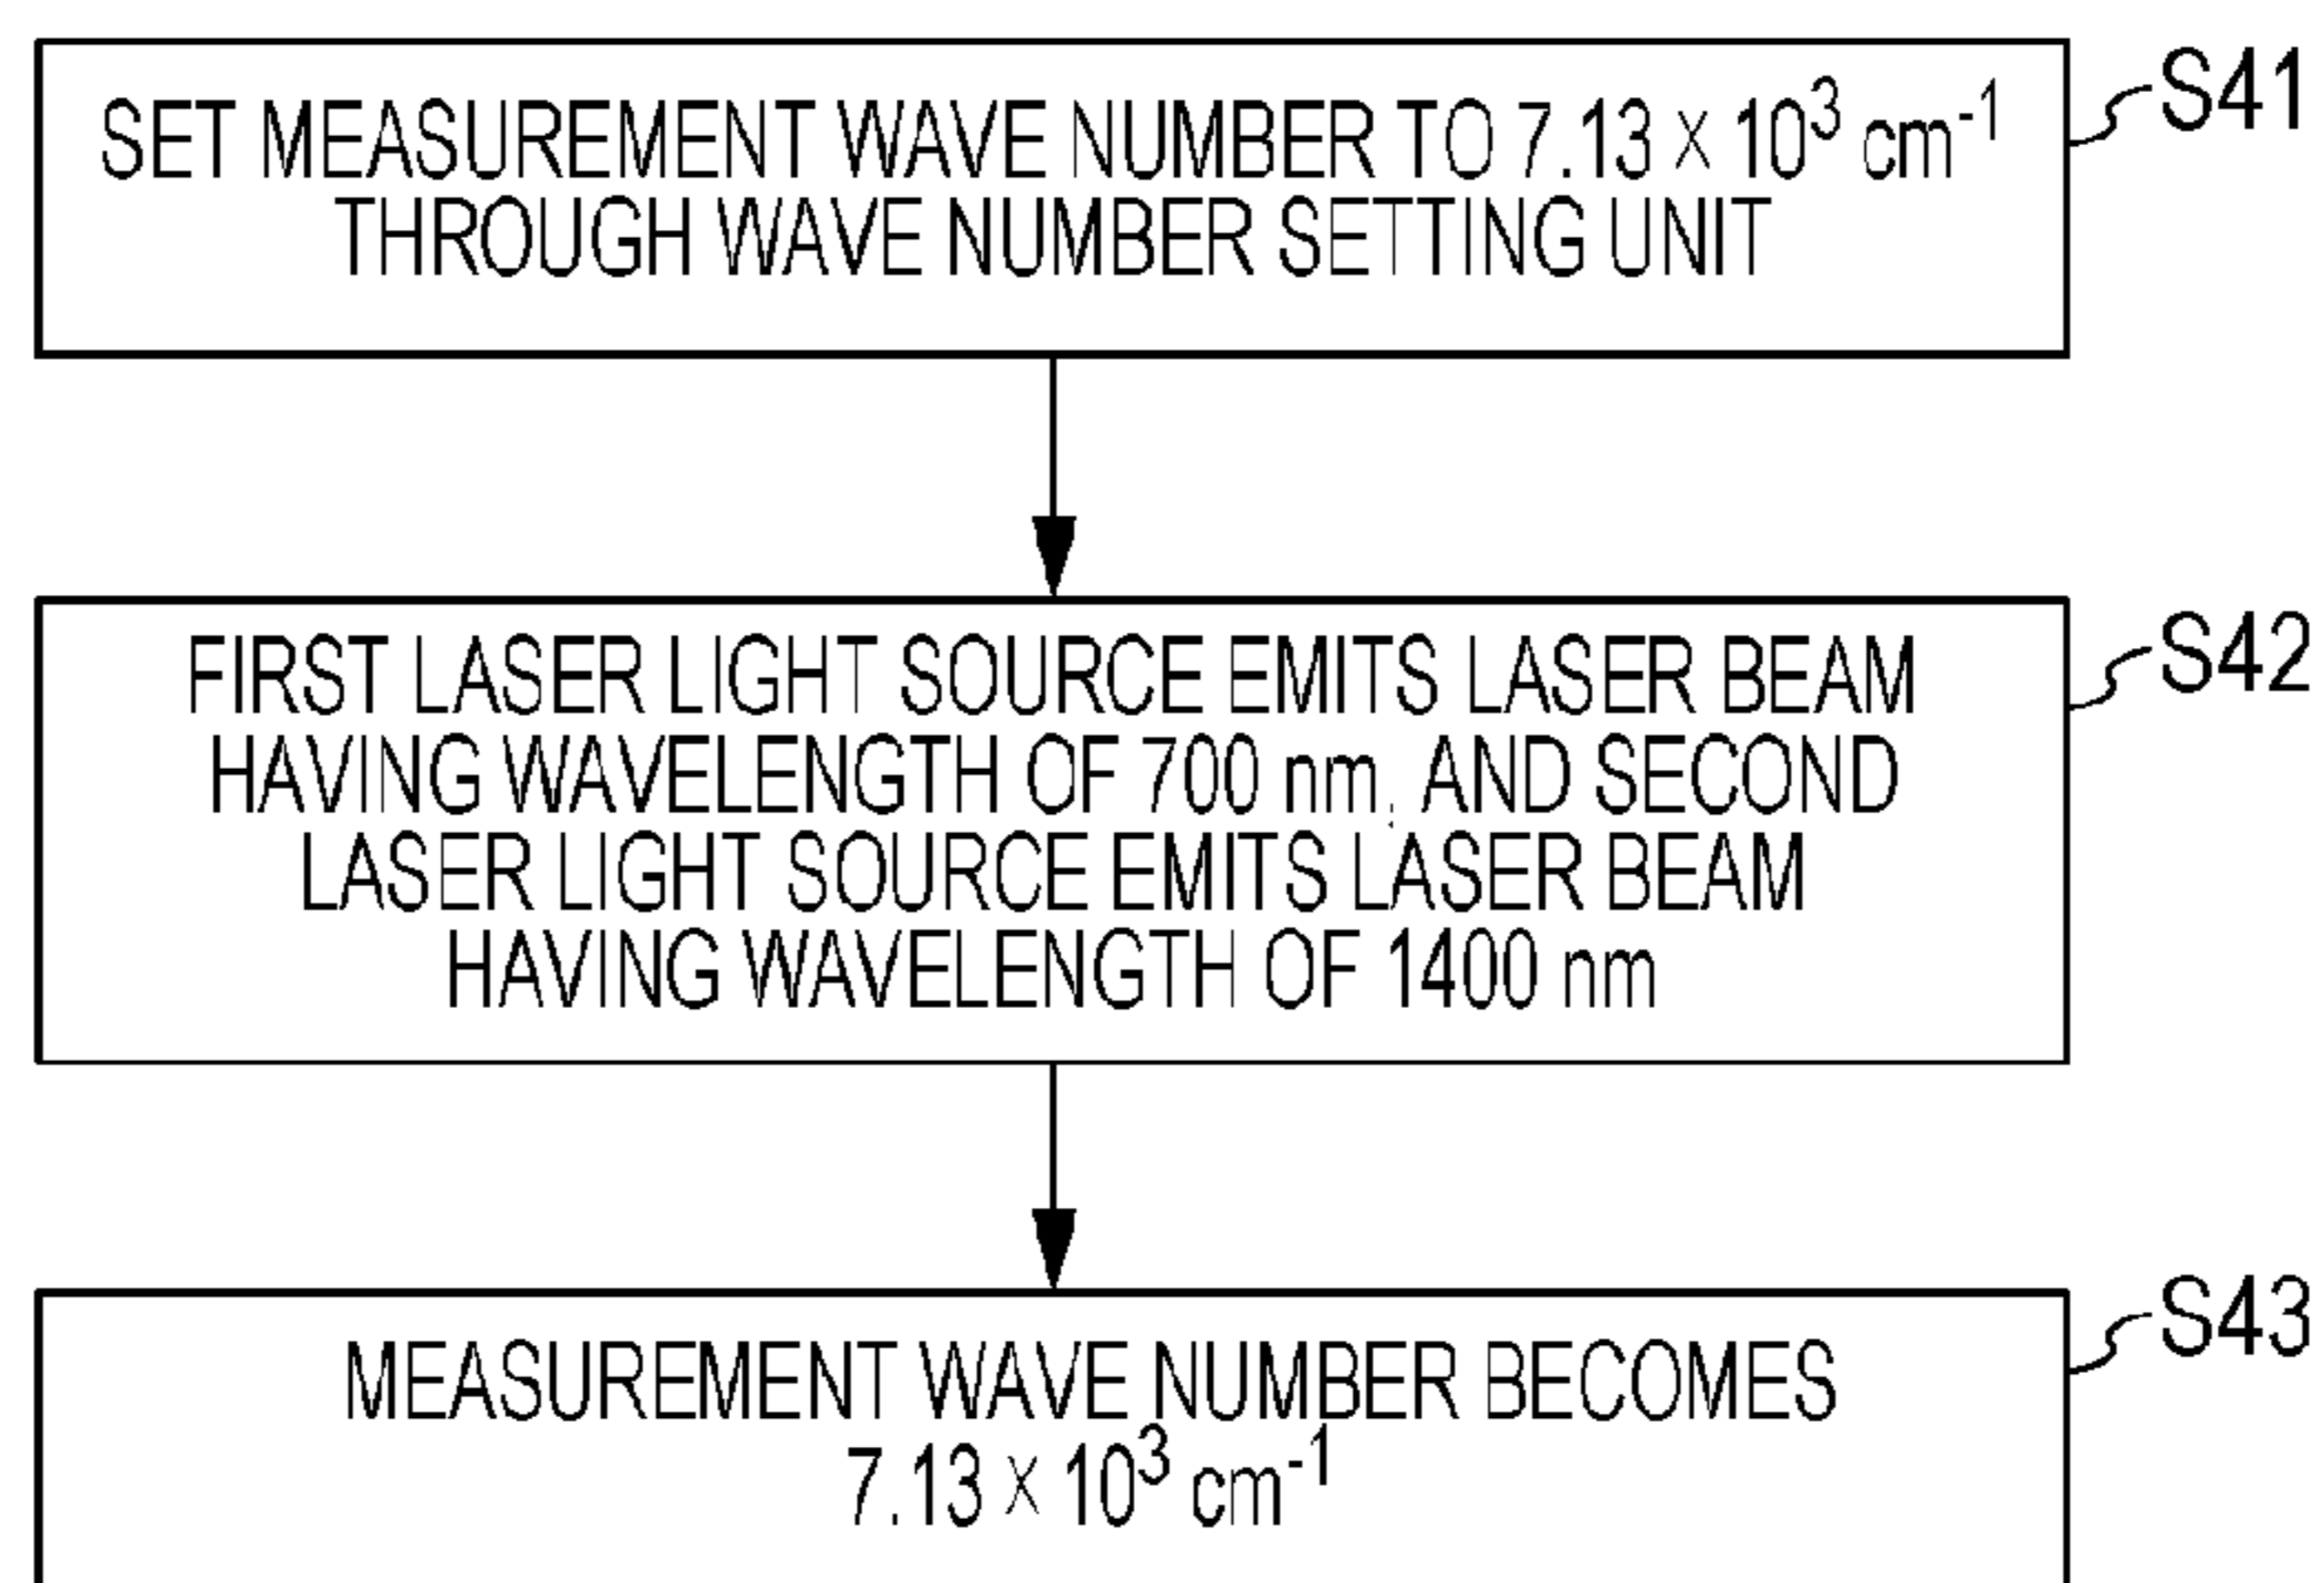 SET MEASUREMENT WAVE NUMBER TO 7.13 × 10³ cm⁻¹
THROUGH WAVE NUMBER SETTING UNIT
S41
FIRST LASER LIGHT SOURCE EMITS LASER BEAM
HAVING WAVELENGTH OF 700 nm, AND SECOND
LASER LIGHT SOURCE EMITS LASER BEAM
HAVING WAVELENGTH OF 1400 nm
S42
MEASUREMENT WAVE NUMBER BECOMES
7.13 × 10³ cm⁻¹
S43